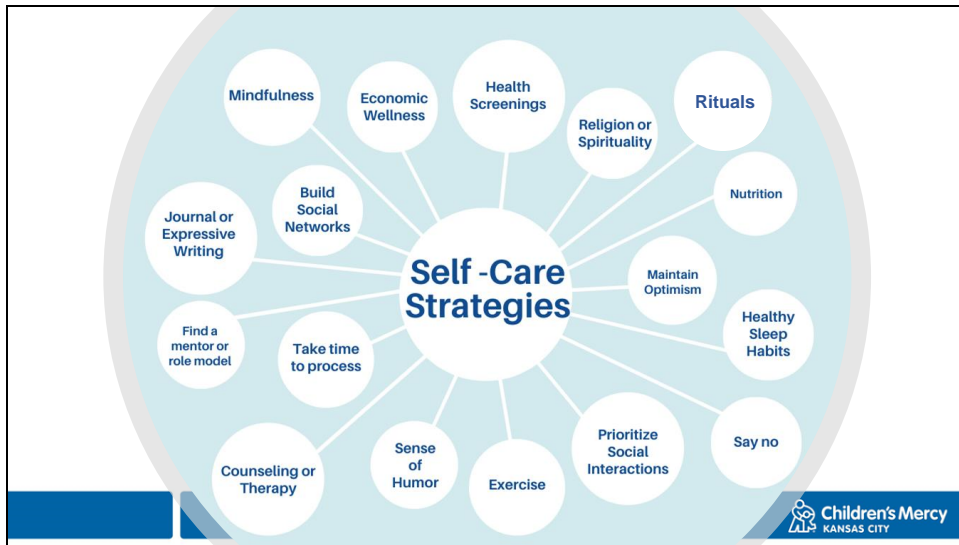 Mindfulness
Economic
Wellness
Health
Screenings
Religion or
Spirituality
Rituals
Nutrition
Build
Social
Networks
Journal or
Expressive
Writing
Self -Care
Strategies
Maintain
Optimism
Healthy
Sleep
Habits
Find a
mentor or
role model
Take time
to process
Counseling or
Therapy
Sense
of
Humor
Exercise
Prioritize
Social
Interactions
Say no
Children's Mercy
KANSAS CITY